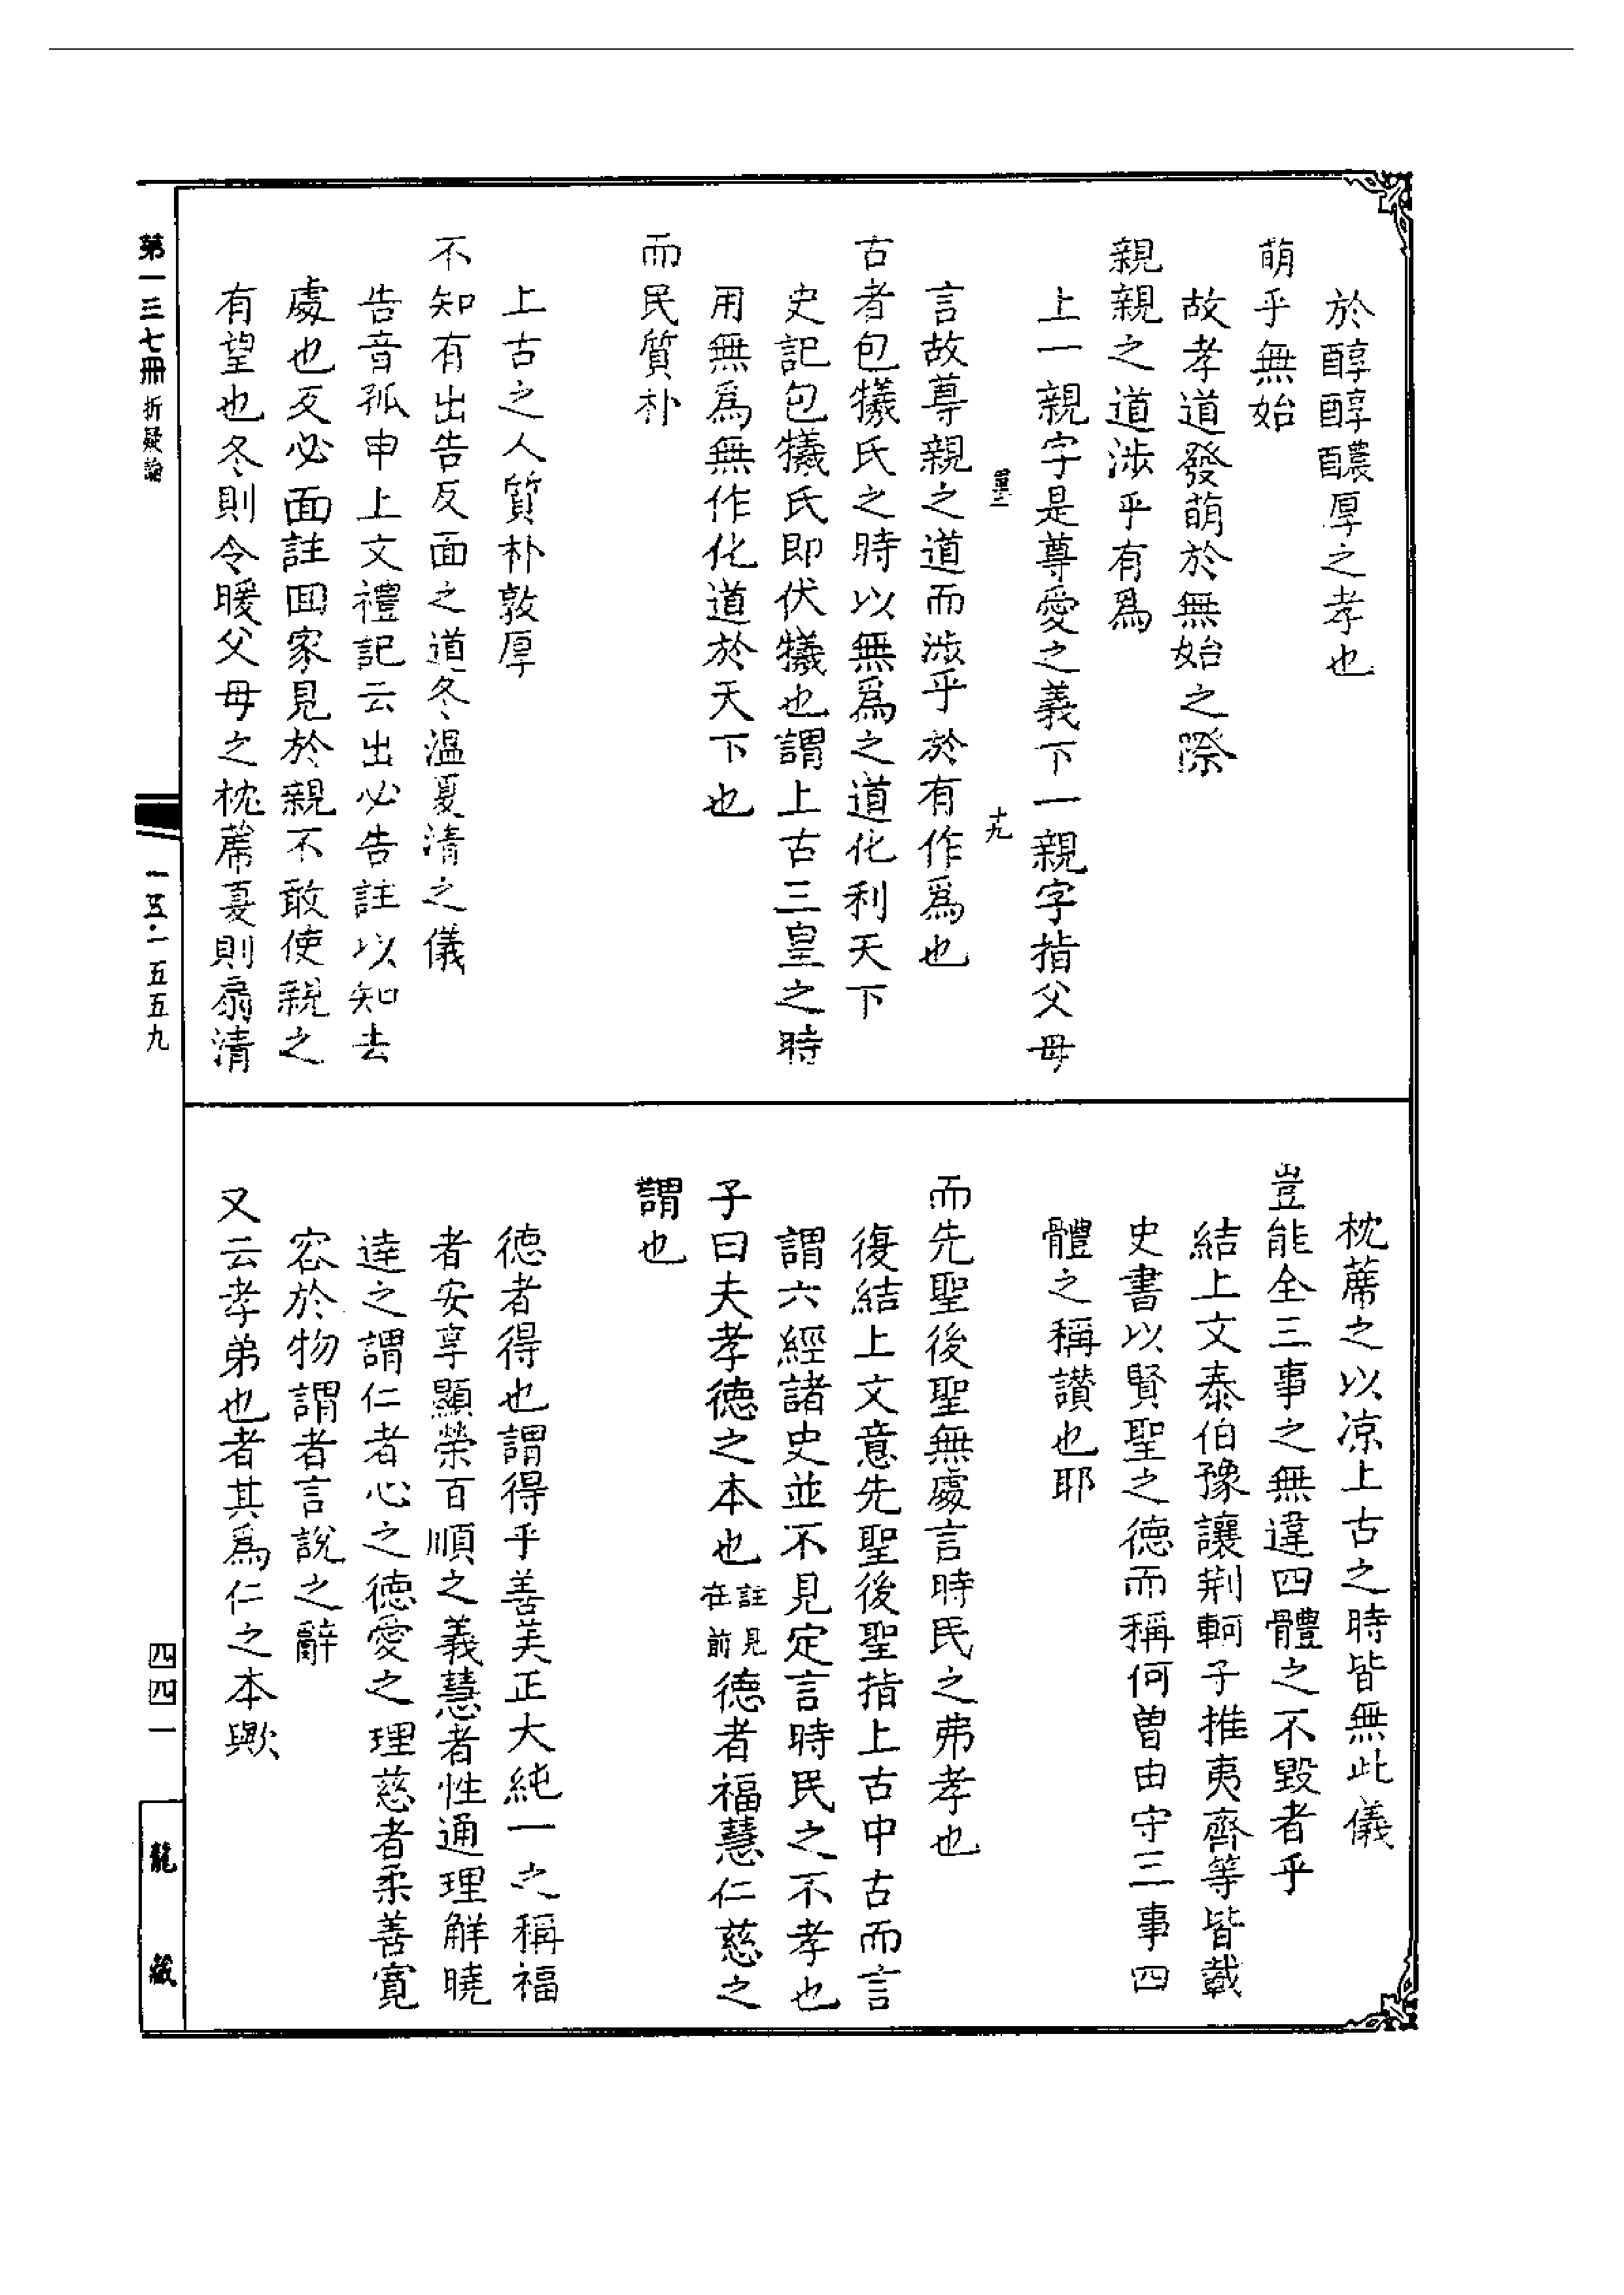 於醇醇醲厚之孝也
萌乎無始
故孝道發萌於無始之際
親親之道涉乎有爲
上一親字是尊愛之義下一親字指父母
十九
言故尊親之道而涉乎於有作爲也
古者包犧氏之時以無爲之道化利天下
史記包犧氏即伏犧也謂上古三皇之時
用無爲無作化道於天下也
而民質朴
上古之人質朴敦厚
不知有出告反面之道冬溫夏清之儀
告音孤申上文禮記云出必告註以知去
處也反必面註回家見於親不敢使親之
有望也冬則令暖父母之枕蓆夏則扇清
枕蓆之以凉上古之時皆無此儀
豈能全三事之無違四體之不毀者乎
結上文泰伯豫讓荆軻子推夷齊等皆載
史書以賢聖之德而稱何曽由守三事四
體之稱讃也耶
而先聖後聖無處言時民之弗孝也
復結上文意先聖後聖指上古中古而言
謂六經諸史並不見定言時民之不孝也
子曰夫孝德之本也註見在前德者福慧仁慈之
謂也
德者得也謂得乎善美正大純一之稱福
者安享顯榮百順之義慧者性通理解曉
達之謂仁者心之德愛之理慈者柔善寬
容於物謂者言說之辭
又云孝弟也者其爲仁之本歟
第一三七冊 折疑論
一五·一五五九
四四一
龍藏